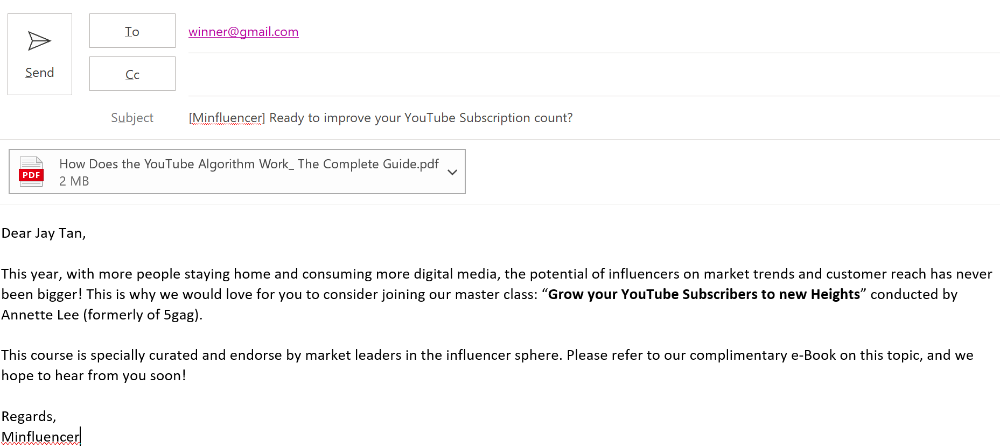 To
winner@gmail.com
Send
Cc
Subject
[Minfluencer] Ready to improve your YouTube Subscription count?
PDF
How Does the YouTube Algorithm Work_ The Complete Guide.pdf
2 MB
Dear Jay Tan,
This year, with more people staying home and consuming more digital media, the potential of influencers on market trends and customer reach has never
been bigger! This is why we would love for you to consider joining our master class: “Grow your YouTube Subscribers to new Heights” conducted by
Annette Lee (formerly of 5gag).
This course is specially curated and endorse by market leaders in the influencer sphere. Please refer to our complimentary e-Book on this topic, and we
hope to hear from you soon!
Regards,
Minfluencer